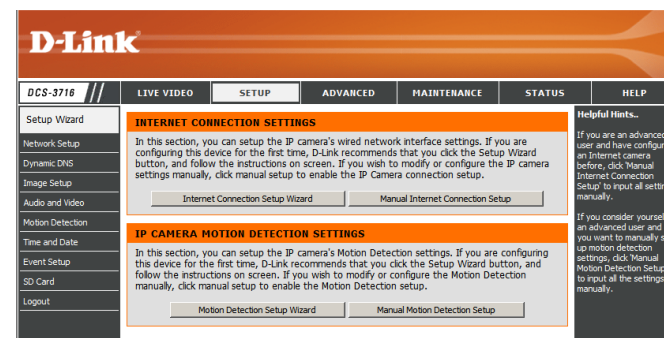 D-Link
DCS-3716
LIVE VIDEO
SETUP
ADVANCED
MAINTENANCE
STATUS
HELP
Setup Wizard
Network Setup
Dynamic DNS
Image Setup
Audio and Video
Motion Detection
Time and Date
Event Setup
SD Card
Logout
INTERNET CONNECTION SETTINGS
In this section, you can setup the IP camera's wired network interface settings. If you are
configuring this device for the first time, D-Link recommends that you click the Setup Wizard
button, and follow the instructions on screen. If you wish to modify or configure the IP camera
settings manually, click manual setup to enable the IP Camera connection setup.
Internet Connection Setup Wizard
Manual Internet Connection Setup
IP CAMERA MOTION DETECTION SETTINGS
In this section, you can setup the IP camera's Motion Detection settings. If you are configuring
this device for the first time, D-Link recommends that you click the Setup Wizard button, and
follow the instructions on screen. If you wish to modify or configure the Motion Detection
manually, click manual setup to enable the Motion Detection setup.
Motion Detection Setup Wizard
Manual Motion Detection Setup
Helpful Hints..
If you are an advanced
user and have configur
an Internet camera
before, click 'Manual
Internet Connection
Setup' to input all settin
manually.
If you consider yoursel
an advanced user and
you want to manually s
up motion detection
settings, click 'Manual
Motion Detection Setup
to input all the settings
manually.